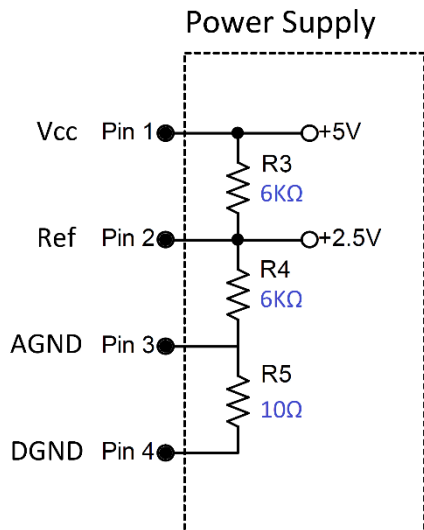 Power Supply
Vcc Pin 1 +5V
R3
6KΩ
Ref Pin 2 +2.5V
R4
6KΩ
AGND Pin 3
R5
10Ω
DGND Pin 4